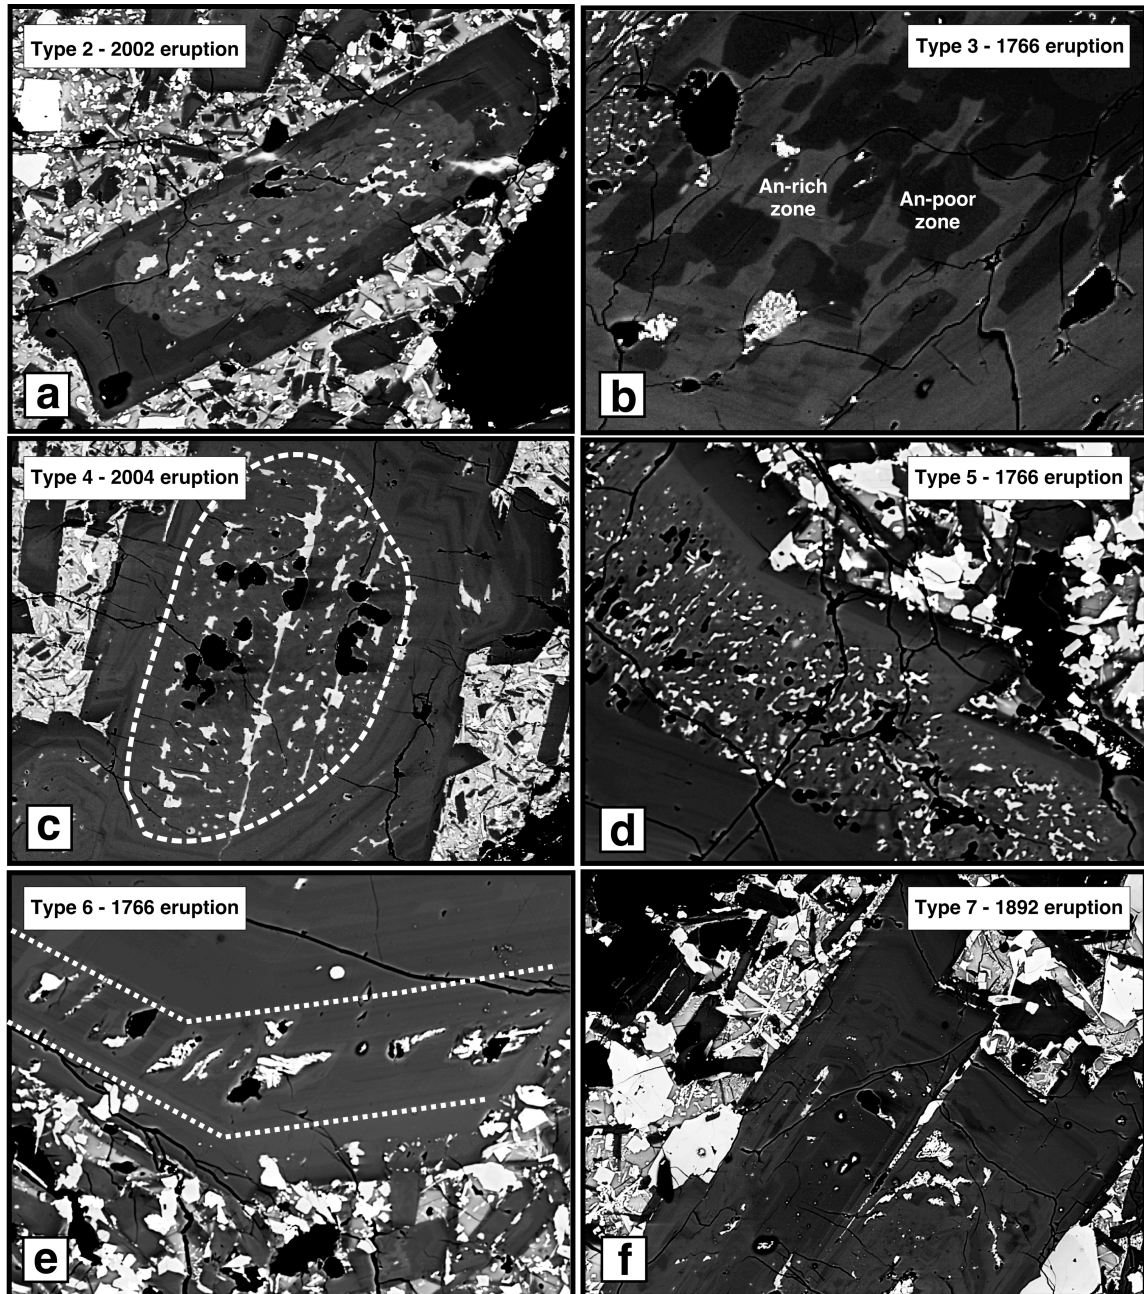 Type 2 - 2002 eruption
a
Type 3 - 1766 eruption
An-rich
zone
An-poor
zone
b
Type 4 - 2004 eruption
c
Type 5 - 1766 eruption
d
Type 6 - 1766 eruption
e
Type 7 - 1892 eruption
f